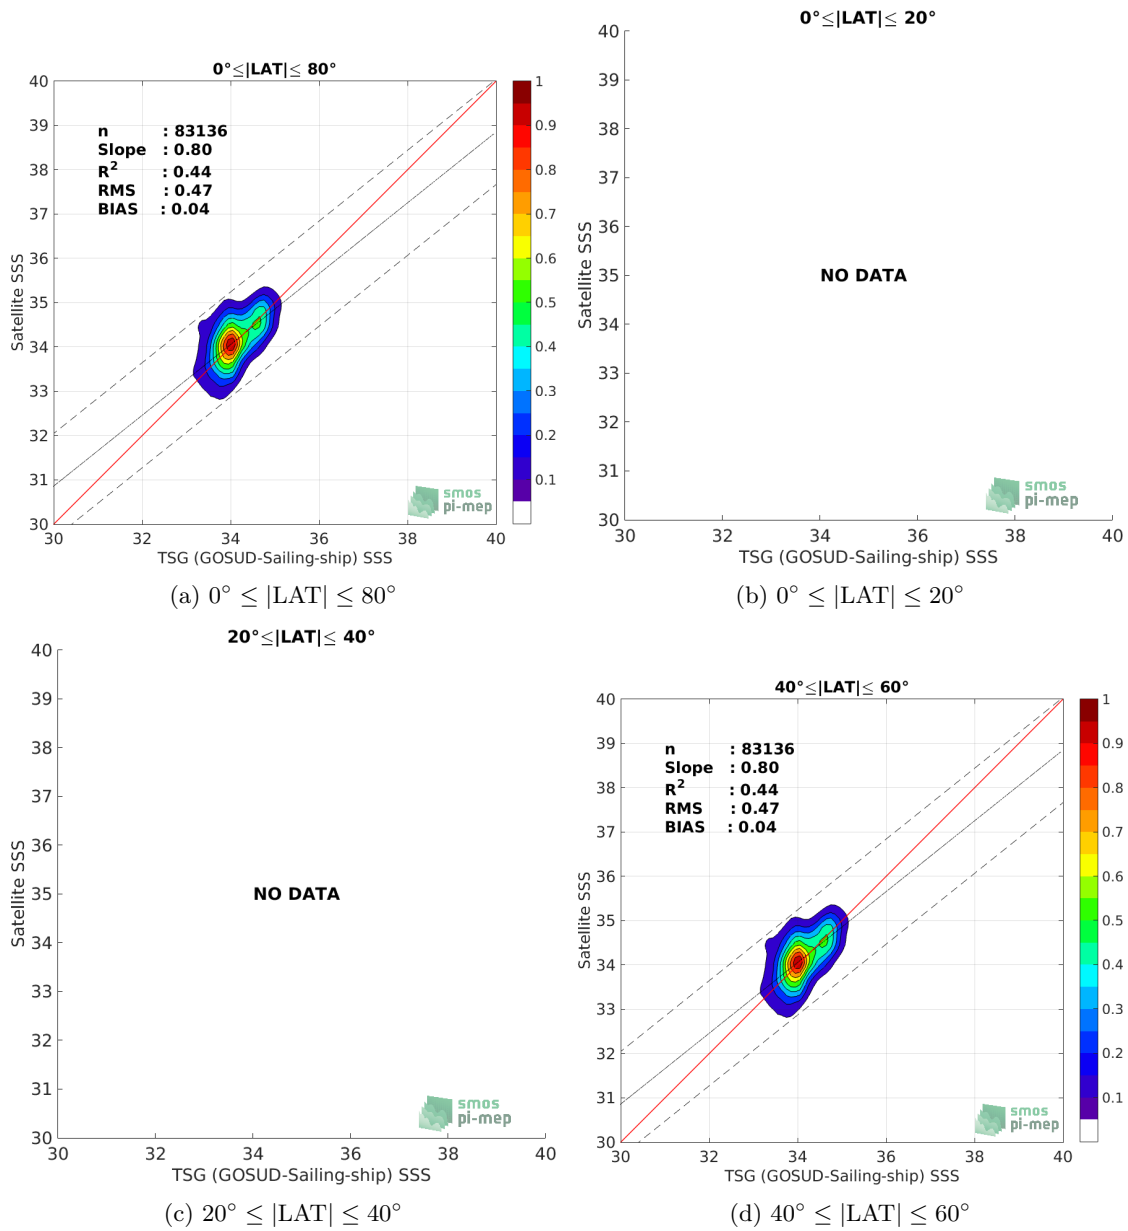 0°≤|LAT|≤ 80°
40
39
38
37
36
35
34
33
32
31
30
Satellite SSS
n : 83136
Slope : 0.80
R2 : 0.44
RMS : 0.47
BIAS : 0.04
smos
pi-mep
30 32 34 36 38 40
TSG (GOSUD-Sailing-ship) SSS
1
0.9
0.8
0.7
0.6
0.5
0.4
0.3
0.2
0.1
(a) 0° ≤ |LAT| ≤ 80°
0°≤|LAT|≤ 20°
40
39
38
37
36
35
34
33
32
31
30
Satellite SSS
NO DATA
smos
pi-mep
30 32 34 36 38 40
TSG (GOSUD-Sailing-ship) SSS
(b) 0° ≤ |LAT| ≤ 20°
20°≤|LAT|≤ 40°
40
39
38
37
36
35
34
33
32
31
30
Satellite SSS
NO DATA
smos
pi-mep
30 32 34 36 38 40
TSG (GOSUD-Sailing-ship) SSS
(c) 20° ≤ |LAT| ≤ 40°
40°≤|LAT|≤ 60°
40
39
38
37
36
35
34
33
32
31
30
Satellite SSS
n : 83136
Slope : 0.80
R2 : 0.44
RMS : 0.47
BIAS : 0.04
smos
pi-mep
30 32 34 36 38 40
TSG (GOSUD-Sailing-ship) SSS
1
0.9
0.8
0.7
0.6
0.5
0.4
0.3
0.2
0.1
(d) 40° ≤ |LAT| ≤ 60°